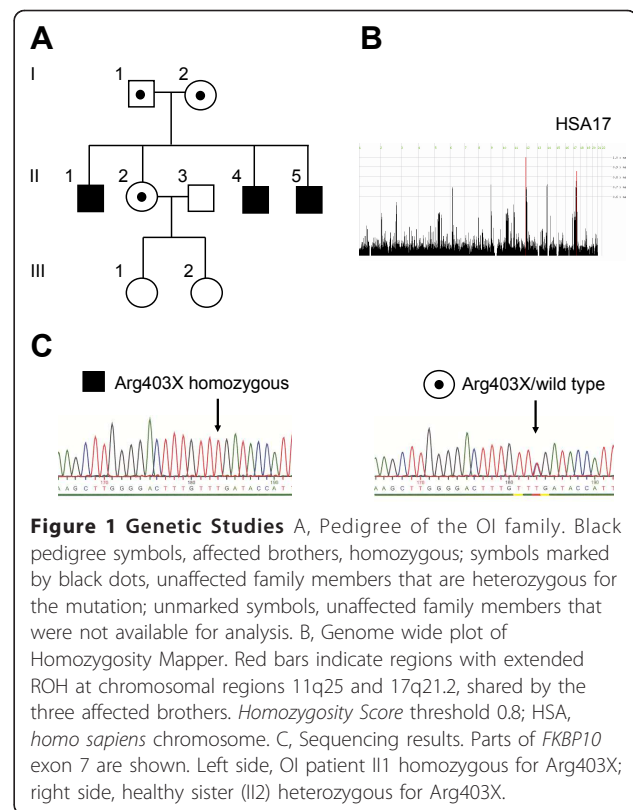 A
B
I
1
2
HSA17
II
1
2
3
4
5
III
1
2
C
Arg403X homozygous
Arg403X/wild type
AAGCTTGGGGACTTTGTTTGATACCATT
AAGCTTGGGGACTTTGTTTGATACCATT
Figure 1 Genetic Studies A, Pedigree of the OI family. Black
pedigree symbols, affected brothers, homozygous; symbols marked
by black dots, unaffected family members that are heterozygous for
the mutation; unmarked symbols, unaffected family members that
were not available for analysis. B, Genome wide plot of
Homozygosity Mapper. Red bars indicate regions with extended
ROH at chromosomal regions 11q25 and 17q21.2, shared by the
three affected brothers. Homozygosity Score threshold 0.8; HSA,
homo sapiens chromosome. C, Sequencing results. Parts of FKBP10
exon 7 are shown. Left side, OI patient II1 homozygous for Arg403X;
right side, healthy sister (II2) heterozygous for Arg403X.